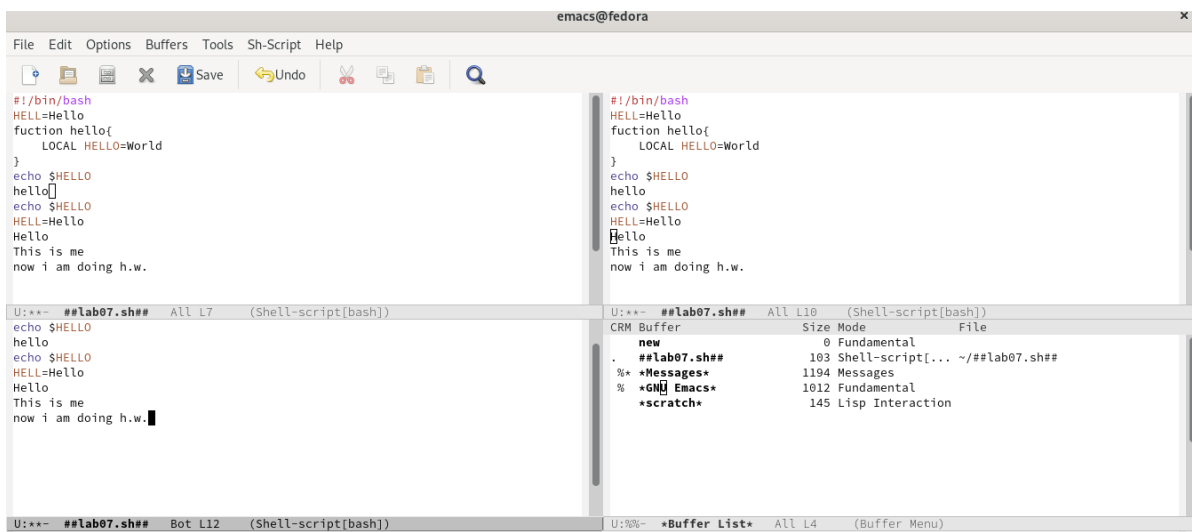 emacs@fedora ×
File Edit Options Buffers Tools Sh-Script Help
Save Undo
#!/bin/bash
HELL=Hello
fuction hello{
    LOCAL HELLO=World
}
echo $HELLO
hello
echo $HELLO
HELL=Hello
Hello
This is me
now i am doing h.w.
U:**-  ##lab07.sh##   All L7     (Shell-script[bash])
#!/bin/bash
HELL=Hello
fuction hello{
    LOCAL HELLO=World
}
echo $HELLO
hello
echo $HELLO
HELL=Hello
Hello
This is me
now i am doing h.w.
U:**-  ##lab07.sh##   All L10    (Shell-script[bash])
echo $HELLO
hello
echo $HELLO
HELL=Hello
Hello
This is me
now i am doing h.w.
U:**-  ##lab07.sh##   Bot L12    (Shell-script[bash])
CRM Buffer                Size Mode             File
    new                      0 Fundamental
.   ##lab07.sh##           103 Shell-script[... ~/##lab07.sh##
 %* *Messages*            1194 Messages
 %  *GNU Emacs*           1012 Fundamental
    *scratch*              145 Lisp Interaction
U:%%-  *Buffer List*   All L4     (Buffer Menu)